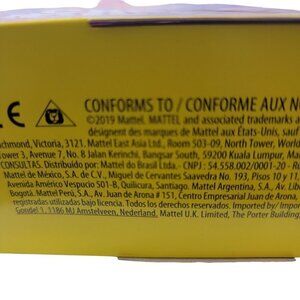 CE CONFORMS TO / CONFORME AUX N
©2019 Mattel. MATTEL and associated trademarks
désignent des marques de Mattel aux États-Unis, sauf
ichmond, Victoria, 3121. Mattel East Asia Ltd., Room 503-09, North Tower, World
Tower 3, Avenue 7, No. 8 Jalan Kerinchi, Bangsar South, 59200 Kuala Lumpur, Ma
CONSULTAS. Distribuido por: Mattel do Brasil Ltda.- CNPJ : 54.558.002/0001-20 -
Mattel de México, S.A. de C.V., Miguel de Cervantes Saavedra No. 193, Pisos 10 y 11,
Avenida Américo Vespucio 501-B, Quilicura, Santiago. Mattel Argentina, S.A., Av. Lib
Mattel Perú, S.A., Av. Juan de Arona # 151, Centro Empresarial Juan de Arona,
registradas utilizadas bajo licencia. Todos los derechos reservados. Imported by/Impor
Gondel 1, 1186 MJ Amstelveen, Nederland. Mattel U.K. Limited, The Porter Building,